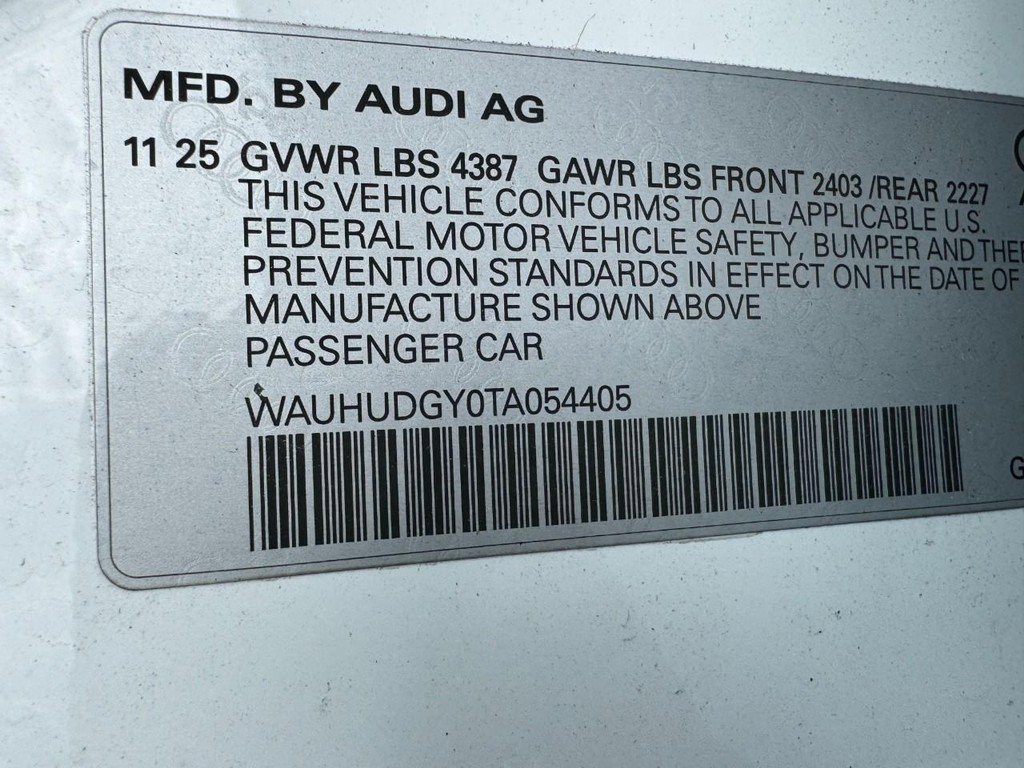 MFD. BY AUDI AG
11 25 GVWR LBS 4387 GAWR LBS FRONT 2403 /REAR 2227
THIS VEHICLE CONFORMS TO ALL APPLICABLE U.S.
FEDERAL MOTOR VEHICLE SAFETY, BUMPER AND THE
PREVENTION STANDARDS IN EFFECT ON THE DATE OF
MANUFACTURE SHOWN ABOVE
PASSENGER CAR
WAUHUDGY0TA054405
G